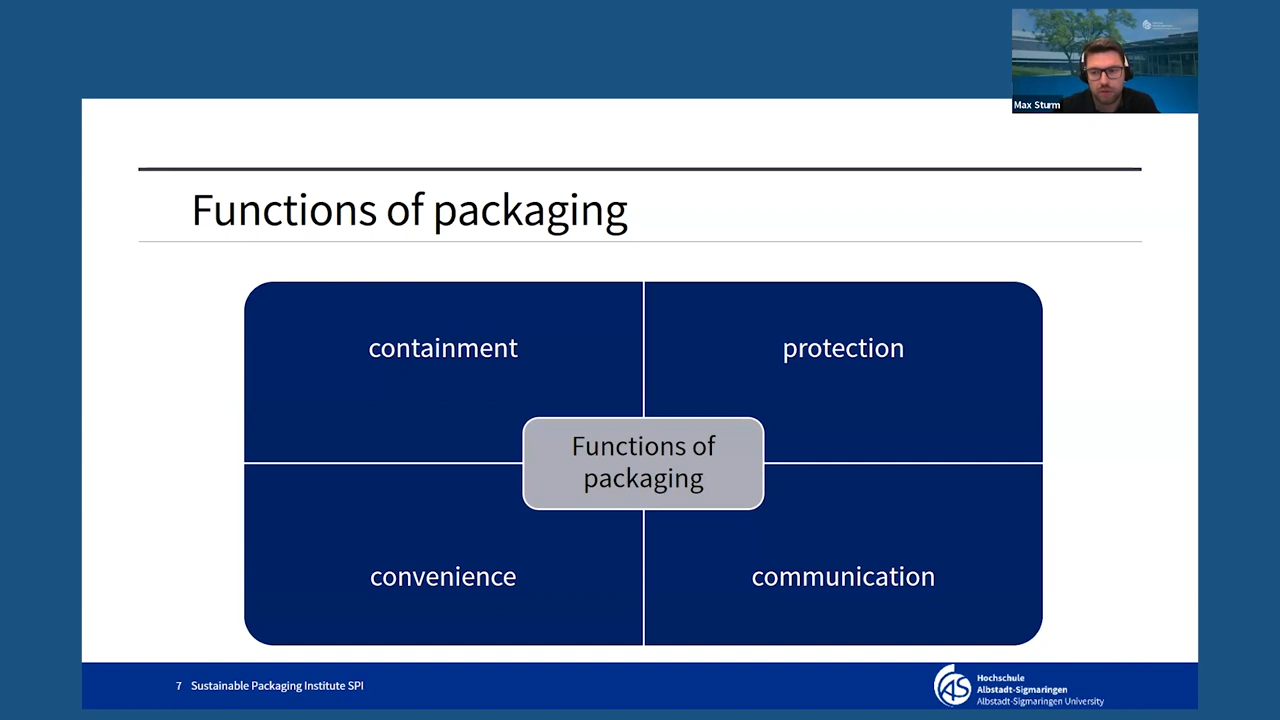 Max Sturm
Functions of packaging
containment
protection
Functions of
packaging
convenience
communication
7 Sustainable Packaging Institute SPI
Hochschule
Albstadt-Sigmaringen
Albstadt-Sigmaringen University